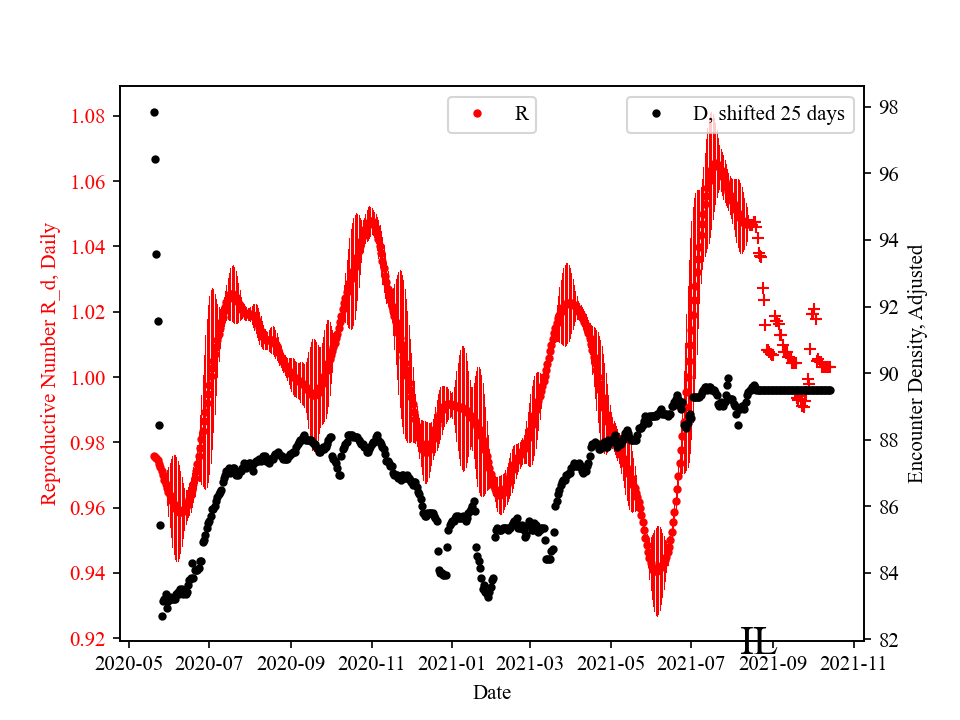 R
D, shifted 25 days
1.08
1.06
1.04
1.02
1.00
0.98
0.96
0.94
0.92
Reproductive Number R_d, Daily
98
96
94
92
90
88
86
84
82
Encounter Density, Adjusted
IL
2020-05 2020-07 2020-09 2020-11 2021-01 2021-03 2021-05 2021-07 2021-09 2021-11
Date